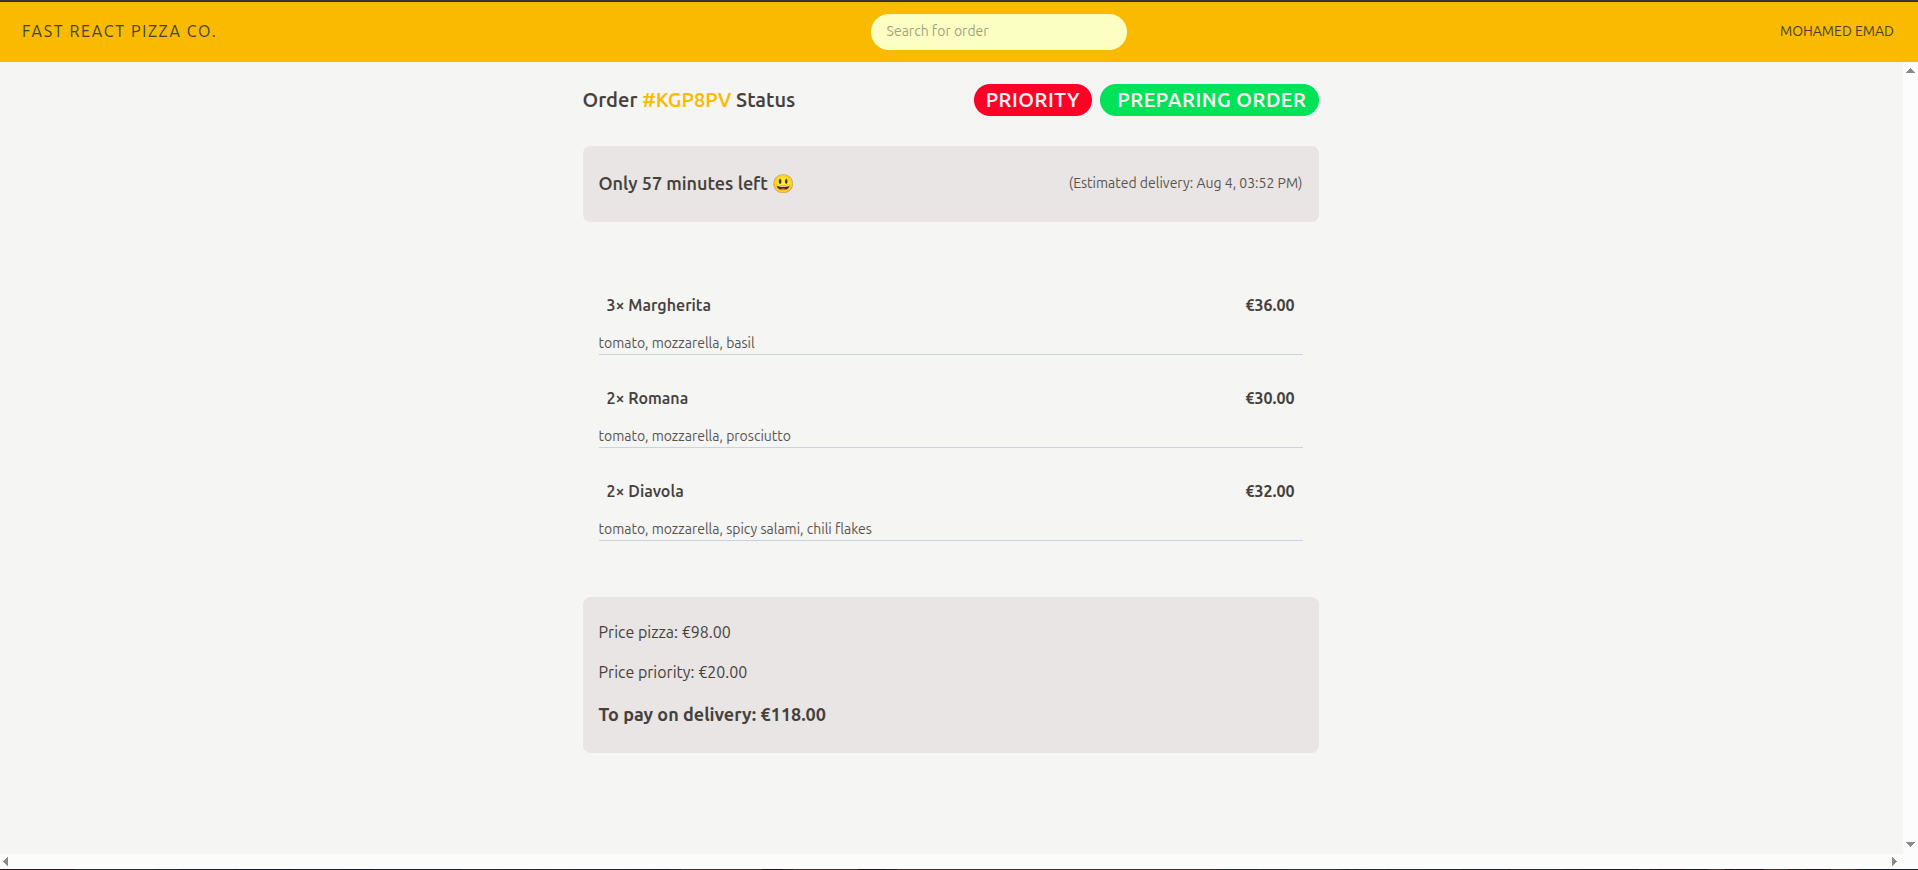 FAST REACT PIZZA CO.
Search for order
MOHAMED EMAD
Order #KGP8PV Status
PRIORITY
PREPARING ORDER
Only 57 minutes left 😃
(Estimated delivery: Aug 4, 03:52 PM)
3× Margherita
€36.00
tomato, mozzarella, basil
2× Romana
€30.00
tomato, mozzarella, prosciutto
2× Diavola
€32.00
tomato, mozzarella, spicy salami, chili flakes
Price pizza: €98.00
Price priority: €20.00
To pay on delivery: €118.00